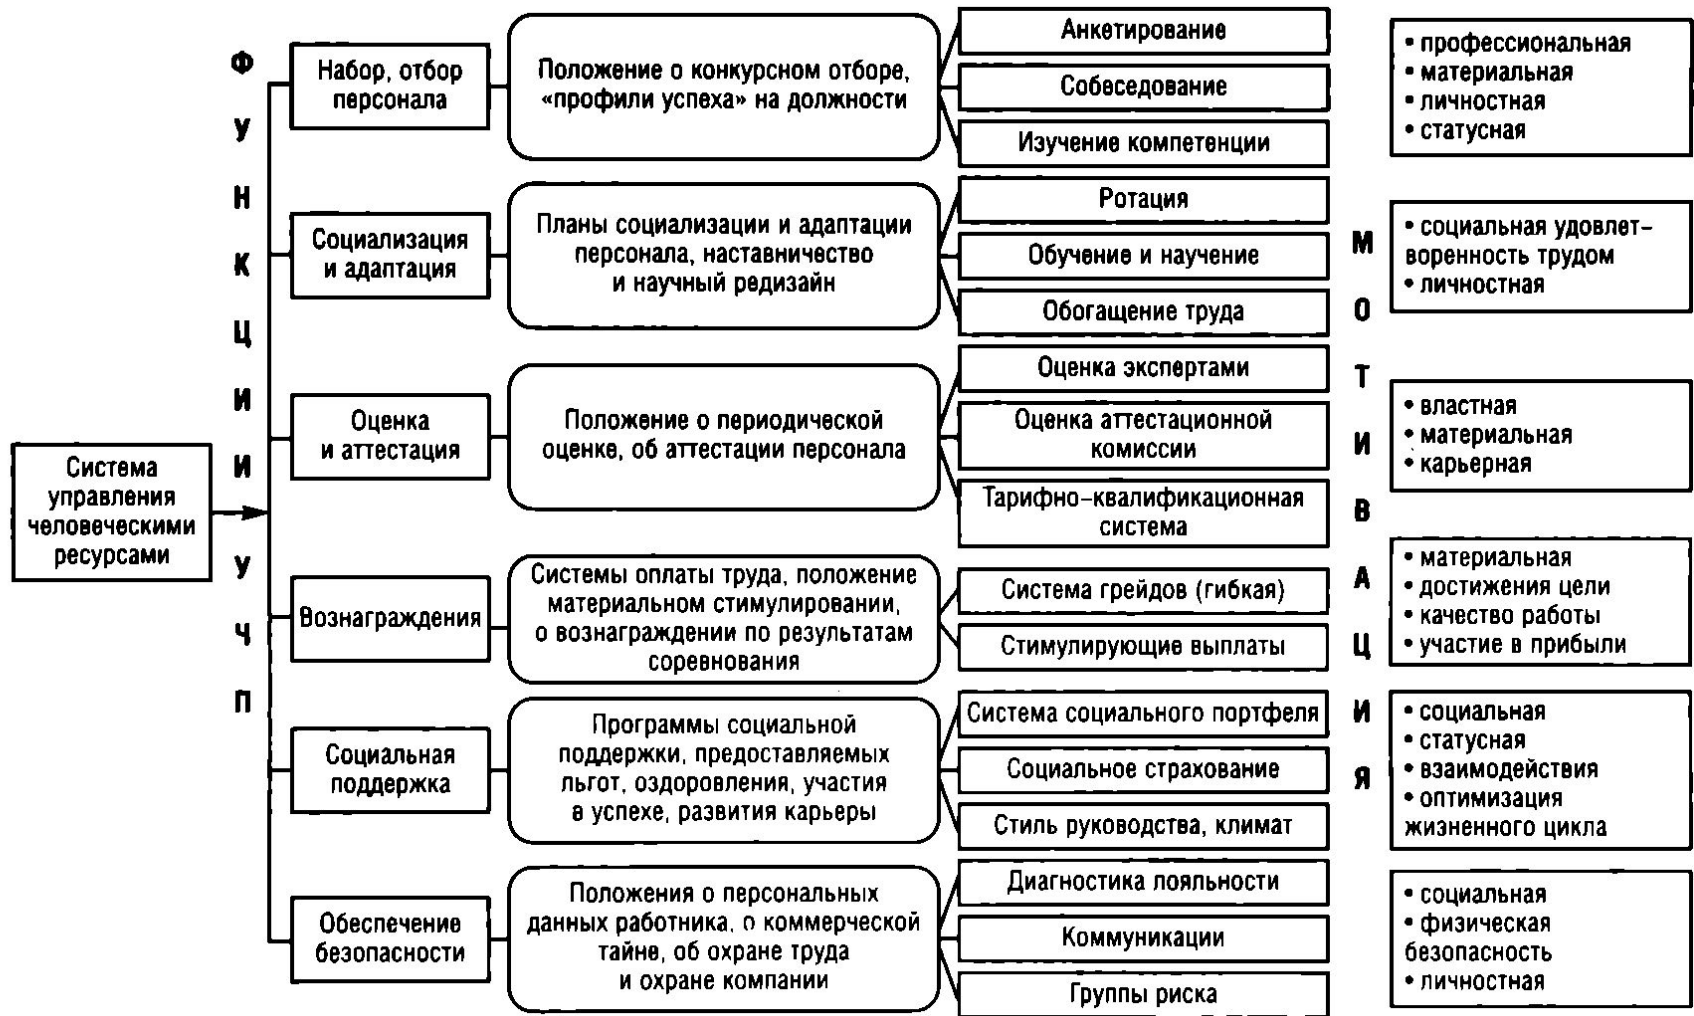 Система
управления
человеческими
ресурсами
Ф
У
Н
К
Ц
И
И
У
Ч
П
Набор, отбор
персонала
Положение о конкурсном отборе,
«профили успеха» на должности
Анкетирование
Собеседование
Изучение компетенции
• профессиональная
• материальная
• личностная
• статусная
Социализация
и адаптация
Планы социализации и адаптации
персонала, наставничество
и научный редизайн
Ротация
Обучение и научение
Обогащение труда
• социальная удовлет-
воренность трудом
• личностная
Оценка
и аттестация
Положение о периодической
оценке, об аттестации персонала
Оценка экспертами
Оценка аттестационной
комиссии
Тарифно-квалификационная
система
• властная
• материальная
• карьерная
Вознаграждения
Системы оплаты труда, положение
материальном стимулировании,
о вознаграждении по результатам
соревнования
Система грейдов (гибкая)
Стимулирующие выплаты
• материальная
• достижения цели
• качество работы
• участие в прибыли
Социальная
поддержка
Программы социальной
поддержки, предоставляемых
льгот, оздоровления, участия
в успехе, развития карьеры
Система социального портфеля
Социальное страхование
Стиль руководства, климат
• социальная
• статусная
• взаимодействия
• оптимизация
жизненного цикла
Обеспечение
безопасности
Положения о персональных
данных работника, о коммерческой
тайне, об охране труда
и охране компании
Диагностика лояльности
Коммуникации
Группы риска
• социальная
• физическая
безопасность
• личностная
М
О
Т
И
В
А
Ц
И
Я